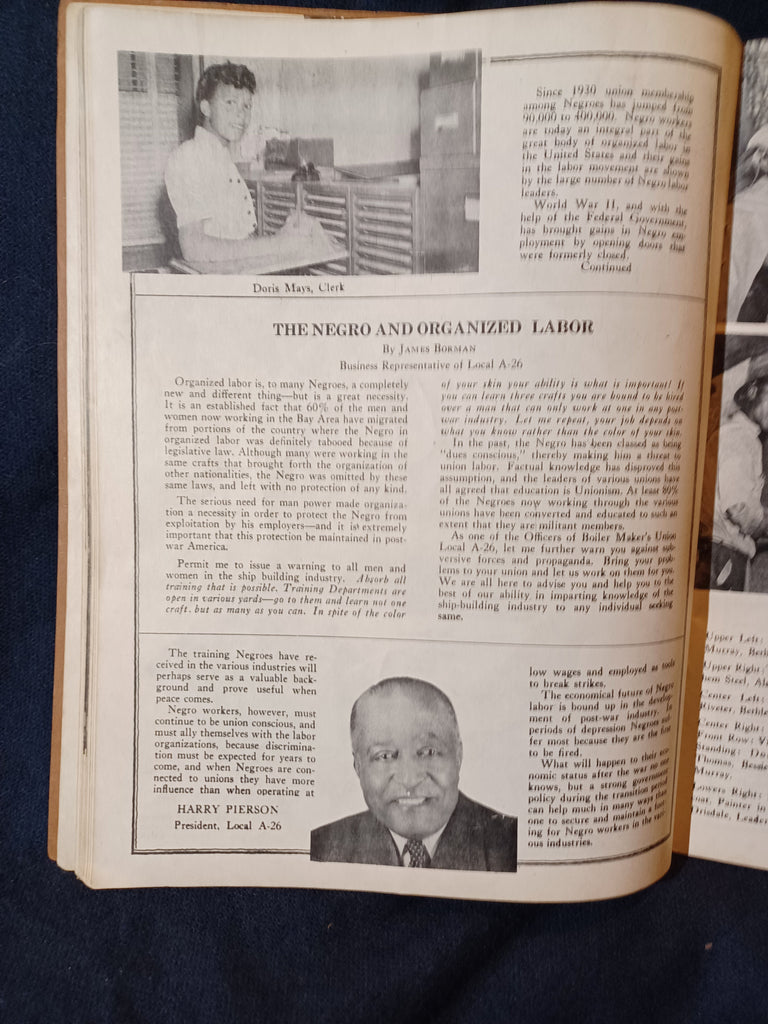 Since 1930 union membership
among Negroes has jumped from
90,000 to 400,000. Negro workers
are today an integral part of the
great body of organized labor in
the United States and their gains
in the labor movement are shown
by the large number of Negro labor
leaders.
World War II, and with the
help of the Federal Government,
has brought gains in Negro em-
ployment by opening doors that
were formerly closed.
Continued
Doris Mays, Clerk
THE NEGRO AND ORGANIZED LABOR
By JAMES BORMAN
Business Representative of Local A-26
Organized labor is, to many Negroes, a completely
new and different thing—but is a great necessity.
It is an established fact that 60% of the men and
women now working in the Bay Area have migrated
from portions of the country where the Negro in
organized labor was definitely tabooed because of
legislative law. Although many were working in the
same crafts that brought forth the organization of
other nationalities, the Negro was omitted by these
same laws, and left with no protection of any kind.
The serious need for man power made organiza-
tion a necessity in order to protect the Negro from
exploitation by his employers—and it is extremely
important that this protection be maintained in post-
war America.
Permit me to issue a warning to all men and
women in the ship building industry. Absorb all
training that is possible. Training Departments are
open in various yards—go to them and learn not one
craft, but as many as you can. In spite of the color
of your skin your ability is what is important! If
you can learn three crafts you are bound to be hired
over a man that can only work at one in any post-
war industry. Let me repeat, your job depends on
what you know rather than the color of your skin.
In the past, the Negro has been classed as being
"dues conscious," thereby making him a threat to
union labor. Factual knowledge has disproved this
assumption, and the leaders of various unions have
all agreed that education is Unionism. At least 80%
of the Negroes now working through the various
unions have been converted and educated to such an
extent that they are militant members.
As one of the Officers of Boiler Maker's Union
Local A-26, let me further warn you against sub-
versive forces and propaganda. Bring your prob-
lems to your union and let us work on them for you.
We are all here to advise you and help you to the
best of our ability in imparting knowledge of the
ship-building industry to any individual seeking
same.
The training Negroes have re-
ceived in the various industries will
perhaps serve as a valuable back-
ground and prove useful when
peace comes.
Negro workers, however, must
continue to be union conscious, and
must ally themselves with the labor
organizations, because discrimina-
tion must be expected for years to
come, and when Negroes are con-
nected to unions they have more
influence than when operating at
HARRY PIERSON
President, Local A-26
low wages and employed as tools
to break strikes.
The economical future of Negro
labor is bound up in the develop-
ment of post-war industry. In
periods of depression Negroes suf-
fer most because they are the first
to be fired.
What will happen to their eco-
nomic status after the war no one
knows, but a strong government
policy during the transition period
can help much in many ways that
one to secure and maintain a foot-
ing for Negro workers in the vari-
ous industries.
Upper Left:
Murray, Beth
Upper Right:
hem Steel, Ala
Center Left:
Riveter, Bethle
Center Right:
Front Row: V
Standing: Do
Thomas, Bessie
Murray.
Lowers Right:
Painter in
Drisdale, Leade